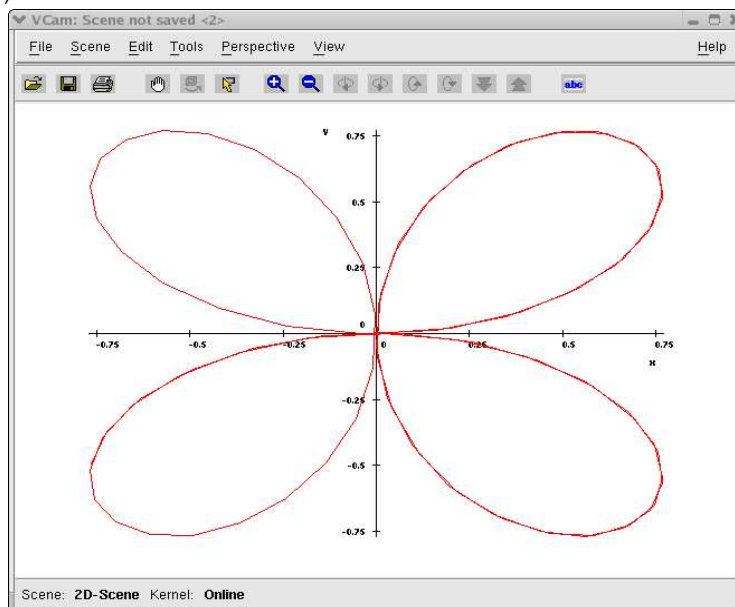 VCam: Scene not saved <2>
File Scene Edit Tools Perspective View Help
abc
y
0.75
0.5
0.25
0
-0.75 -0.5 -0.25 0 0.25 0.5 0.75
x
-0.25
-0.5
-0.75
Scene: 2D-Scene Kernel: Online